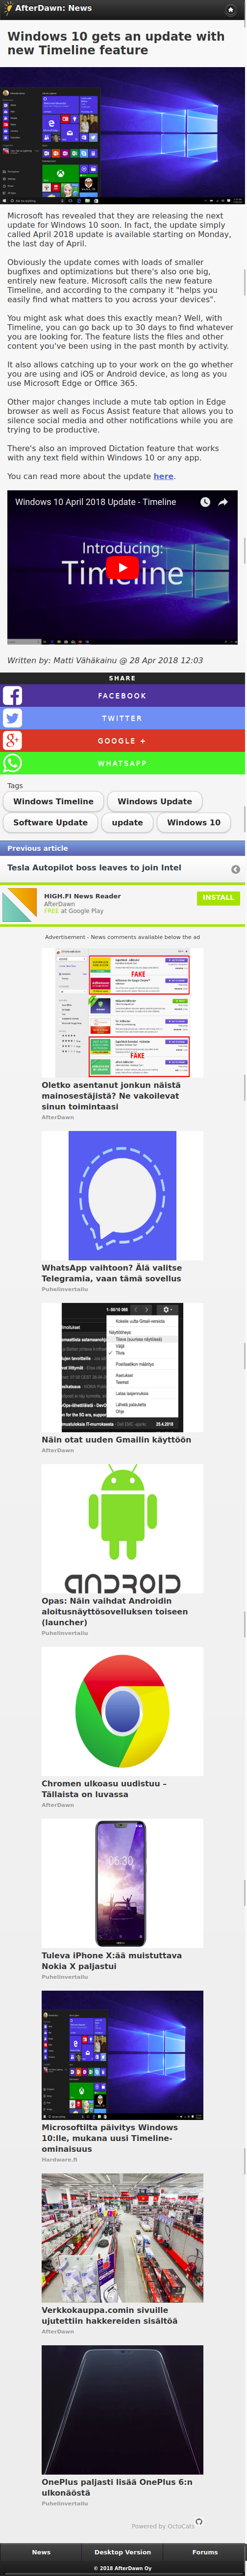 AfterDawn: News
Windows 10 gets an update with
new Timeline feature
Microsoft has revealed that they are releasing the next
update for Windows 10 soon. In fact, the update simply
called April 2018 update is available starting on Monday,
the last day of April.
Obviously the update comes with loads of smaller
bugfixes and optimizations but there's also one big,
entirely new feature. Microsoft calls the new feature
Timeline, and according to the company it "helps you
easily find what matters to you across your devices".
You might ask what does this exactly mean? Well, with
Timeline, you can go back up to 30 days to find whatever
you are looking for. The feature lists the files and other
content you've been using in the past month by activity.
It also allows catching up to your work on the go whether
you are using and iOS or Android device, as long as you
use Microsoft Edge or Office 365.
Other major changes include a mute tab option in Edge
browser as well as Focus Assist feature that allows you to
silence social media and other notifications while you are
trying to be productive.
There's also an improved Dictation feature that works
with any text field within Windows 10 or any app.
You can read more about the update here.
Windows 10 April 2018 Update - Timeline
Introducing:
Timeline
Written by: Matti Vähäkainu @ 28 Apr 2018 12:03
SHARE
FACEBOOK
TWITTER
GOOGLE +
WHATSAPP
Tags
Windows Timeline
Windows Update
Software Update
update
Windows 10
Previous article
Tesla Autopilot boss leaves to join Intel
HIGH.FI News Reader
AfterDawn
FREE at Google Play
INSTALL
Advertisement - News comments available below the ad
FAKE
FAKE
Oletko asentanut jonkun näistä
mainosestäjistä? Ne vakoilevat
sinun toimintaasi
AfterDawn
WhatsApp vaihtoon? Älä valitse
Telegramia, vaan tämä sovellus
Puhelinvertailu
Näin otat uuden Gmailin käyttöön
AfterDawn
ANDROID
Opas: Näin vaihdat Androidin
aloitusnäyttösovelluksen toiseen
(launcher)
Puhelinvertailu
Chromen ulkoasu uudistuu –
Tällaista on luvassa
AfterDawn
06:30
Tuleva iPhone X:ää muistuttava
Nokia X paljastui
Puhelinvertailu
Microsoftilta päivitys Windows
10:lle, mukana uusi Timeline-
ominaisuus
Hardware.fi
Verkkokauppa.comin sivuille
ujutettiin hakkereiden sisältöä
AfterDawn
OnePlus paljasti lisää OnePlus 6:n
ulkonäöstä
Puhelinvertailu
Powered by OctoCats
News
Desktop Version
Forums
© 2018 AfterDawn Oy